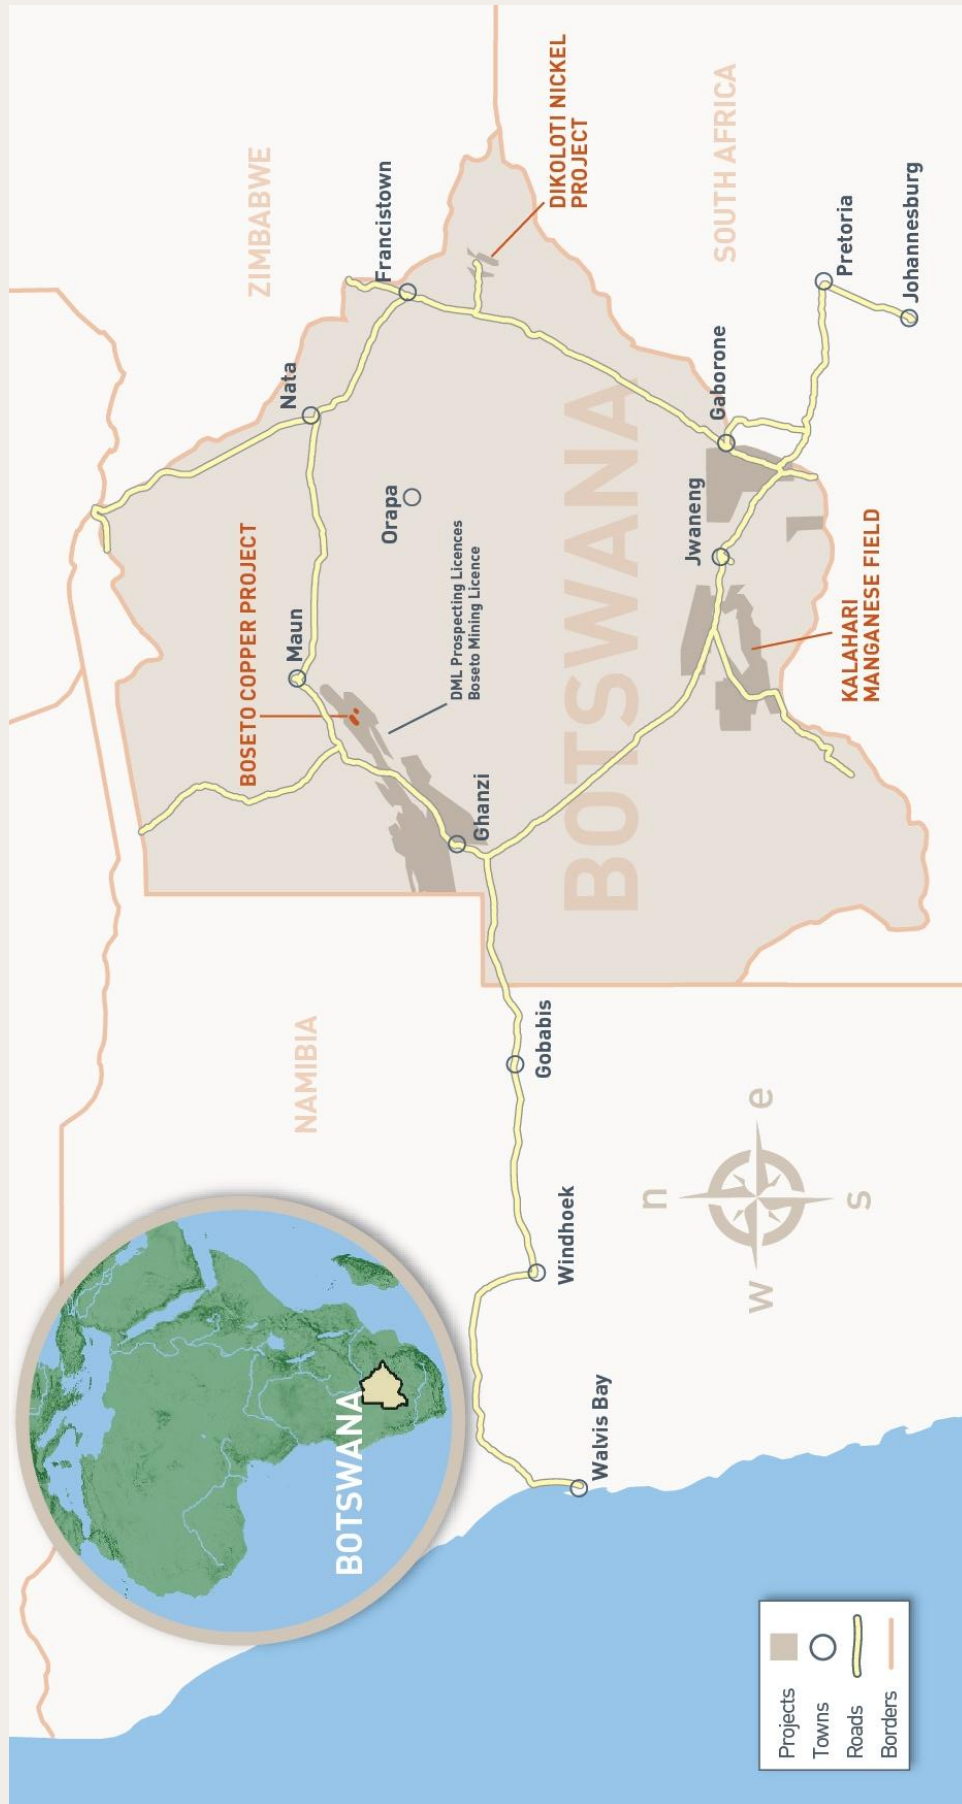 ZIMBABWE
Francistown
DIKOLOTI NICKEL
PROJECT
SOUTH AFRICA
Pretoria
Johannesburg
Nata
Gaborone
Orapa
Jwaneng
BOSETO COPPER PROJECT
Maun
DML Prospecting Licences
Boseto Mining Licence
KALAHARI
MANGANESE FIELD
BOTSWANA
Ghanzi
NAMIBIA
Gobabis
Windhoek
Walvis Bay
BOTSWANA
n
e
s
w
Projects
Towns
Roads
Borders